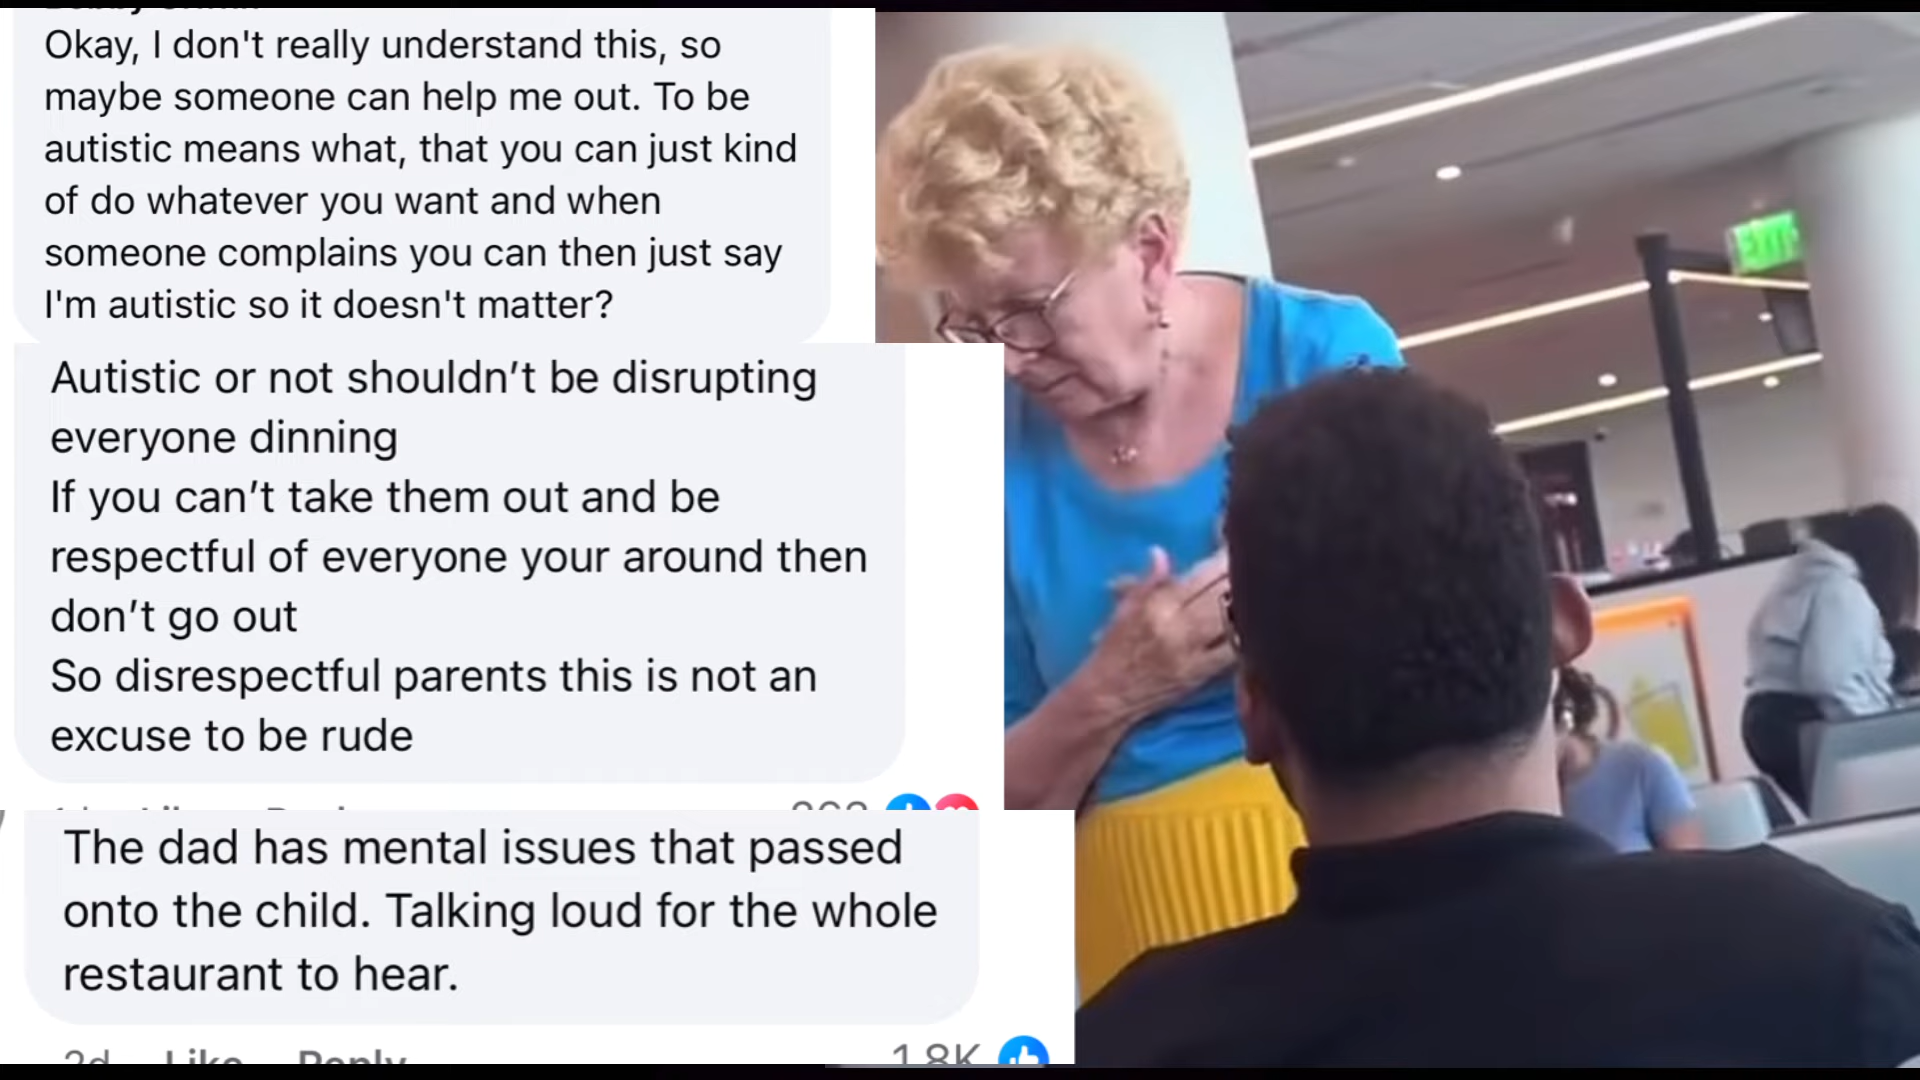 Okay, I don't really understand this, so
maybe someone can help me out. To be
autistic means what, that you can just kind
of do whatever you want and when
someone complains you can then just say
I'm autistic so it doesn't matter?
Autistic or not shouldn't be disrupting
everyone dinning
If you can't take them out and be
respectful of everyone your around then
don't go out
So disrespectful parents this is not an
excuse to be rude
The dad has mental issues that passed
onto the child. Talking loud for the whole
restaurant to hear.
2d Like Reply 1.8K
EXIT